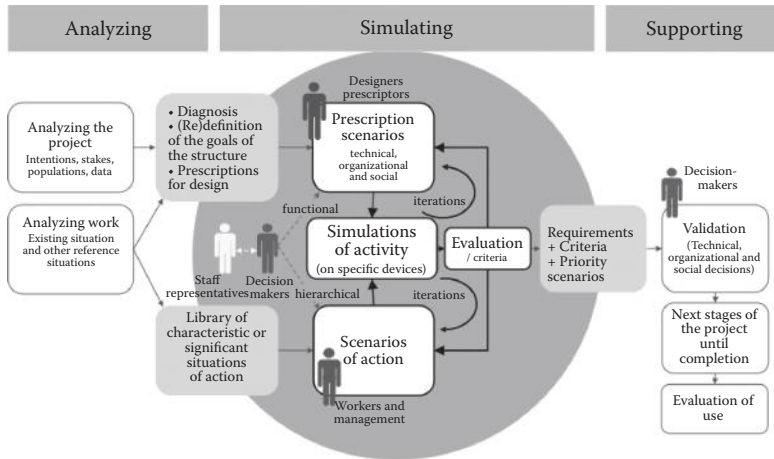 Analyzing
Simulating
Supporting
Analyzing the
project
Intentions, stakes,
populations, data
Analyzing work
Existing situation
and other reference
situations
• Diagnosis
• (Re)definition
of the goals of
the structure
• Prescriptions
for design
Library of
characteristic or
significant
situations
of action
Designers
prescriptors
Prescription
scenarios
technical,
organizational
and social
iterations
functional
Staff
representatives
Decision
makers
hierarchical
Simulations
of activity
(on specific devices)
Evaluation
/ criteria
iterations
Scenarios
of action
Workers and
management
Requirements
+ Criteria
+ Priority
scenarios
Decision-
makers
Validation
(Technical,
organizational and
social decisions)
Next stages of
the project
until
completion
Evaluation of
use